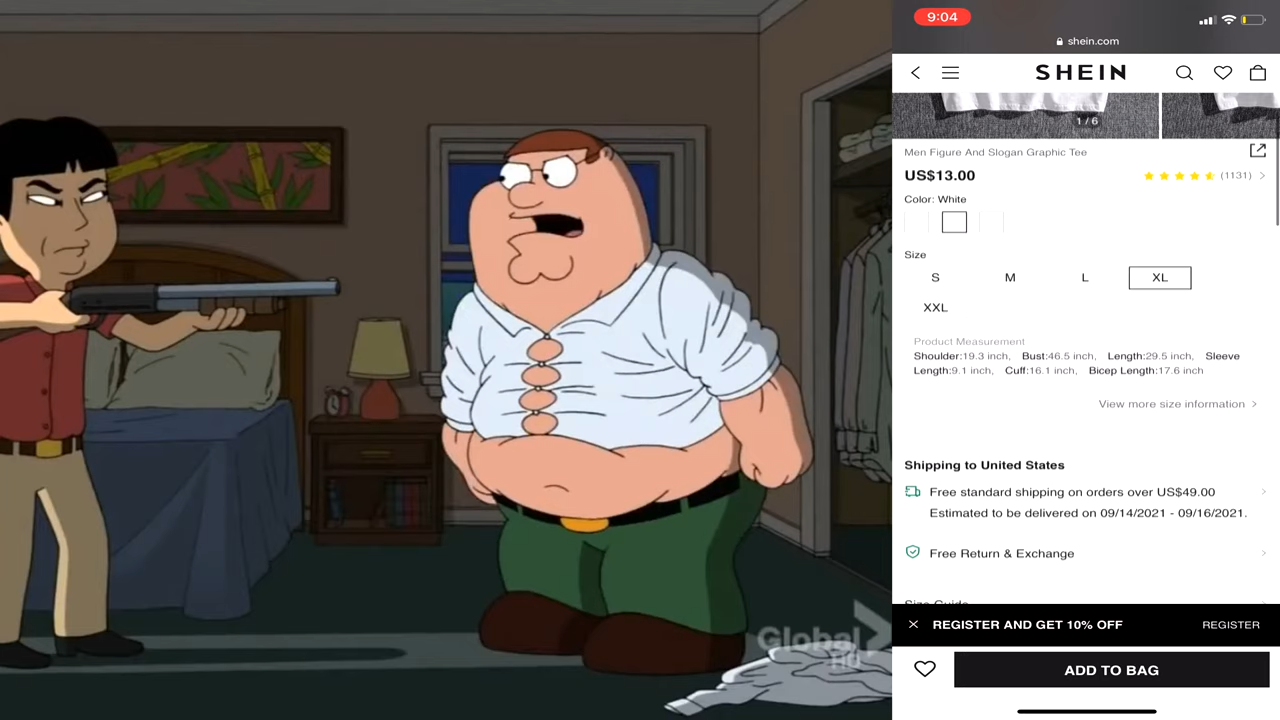 9:04
shein.com
SHEIN
1 / 6
Men Figure And Slogan Graphic Tee
US$13.00
(1131)
Color: White
Size
S M L XL
XXL
Product Measurement
Shoulder:19.3 inch, Bust:46.5 inch, Length:29.5 inch, Sleeve
Length:9.1 inch, Cuff:16.1 inch, Bicep Length:17.6 inch
View more size information
Shipping to United States
Free standard shipping on orders over US$49.00
Estimated to be delivered on 09/14/2021 - 09/16/2021.
Free Return & Exchange
Size Guide
REGISTER AND GET 10% OFF REGISTER
ADD TO BAG
Global
HD